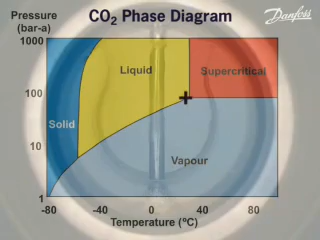 Pressure
(bar-a)
CO₂ Phase Diagram
Danfoss
1000
Liquid
Supercritical
100
Solid
10
Vapour
1
-80 -40 0 40 80
Temperature (ºC)